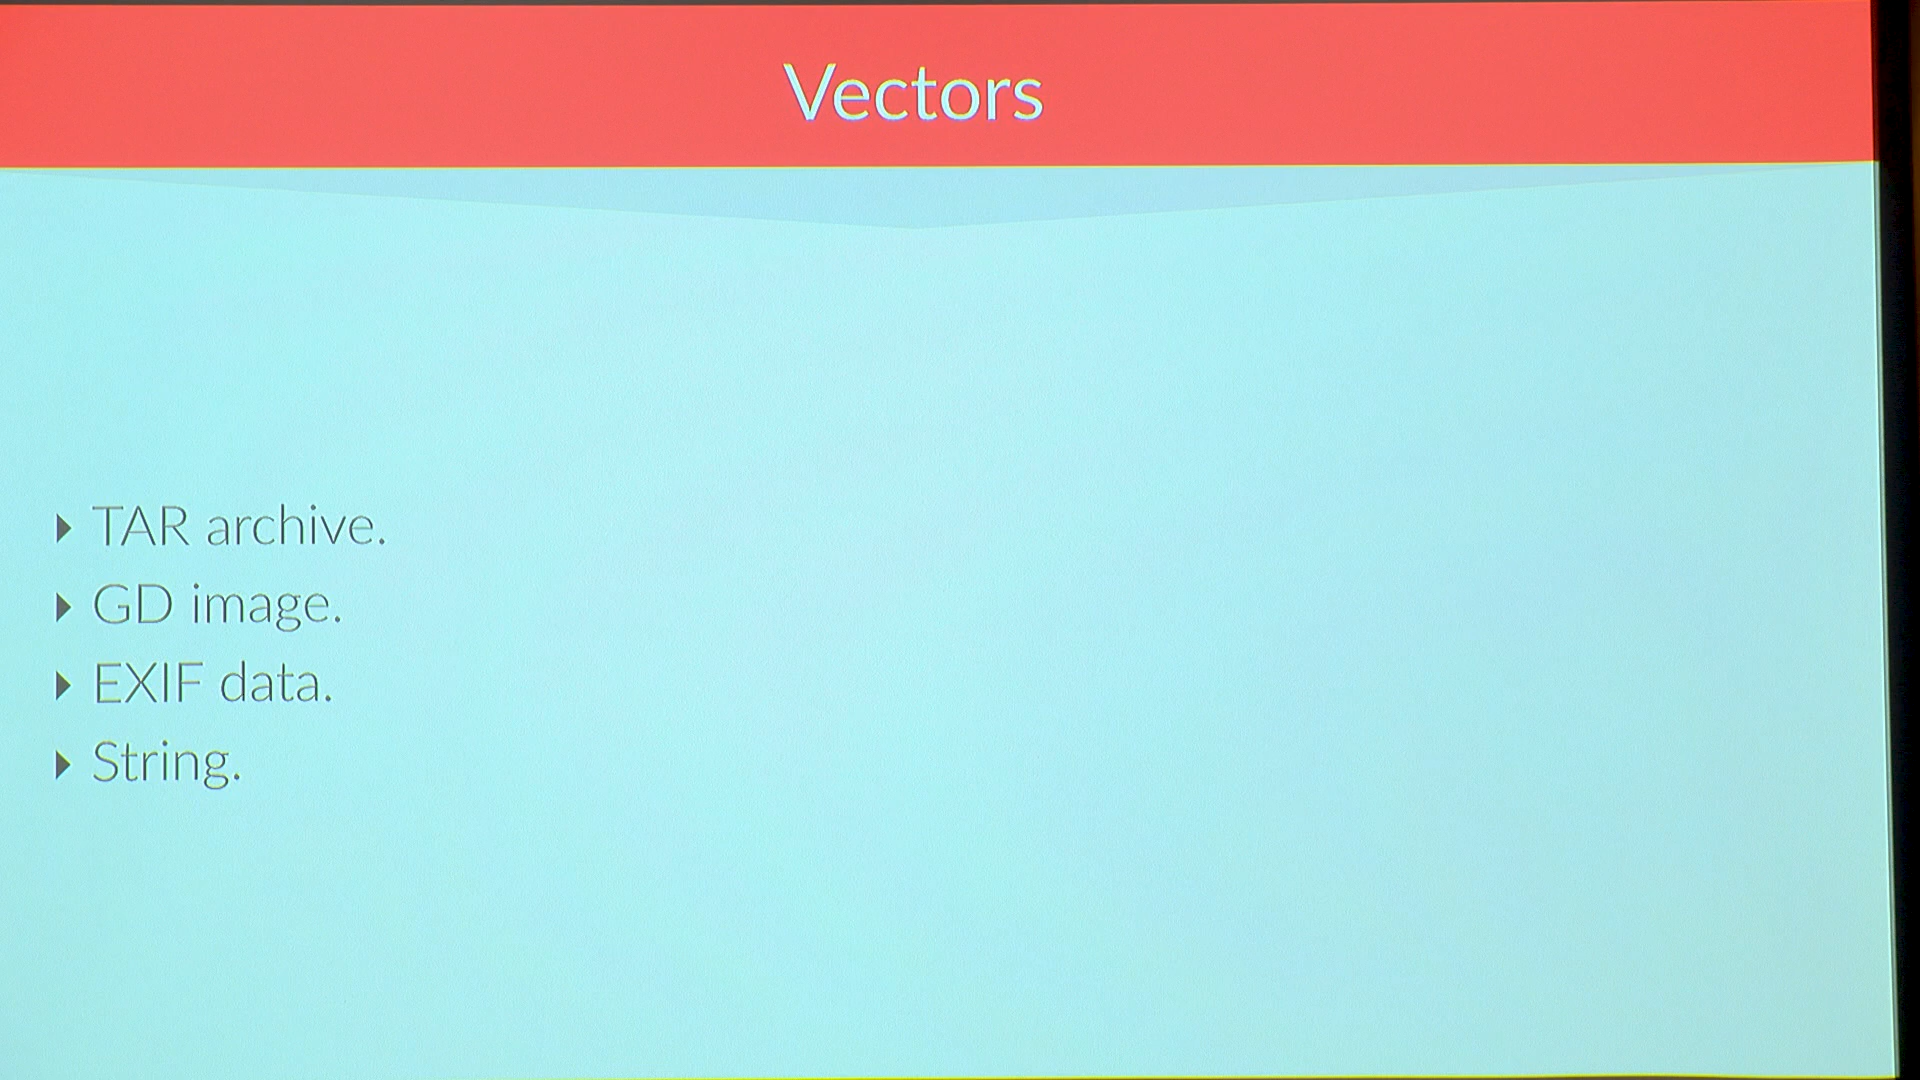 Vectors
TAR archive.
GD image.
EXIF data.
String.